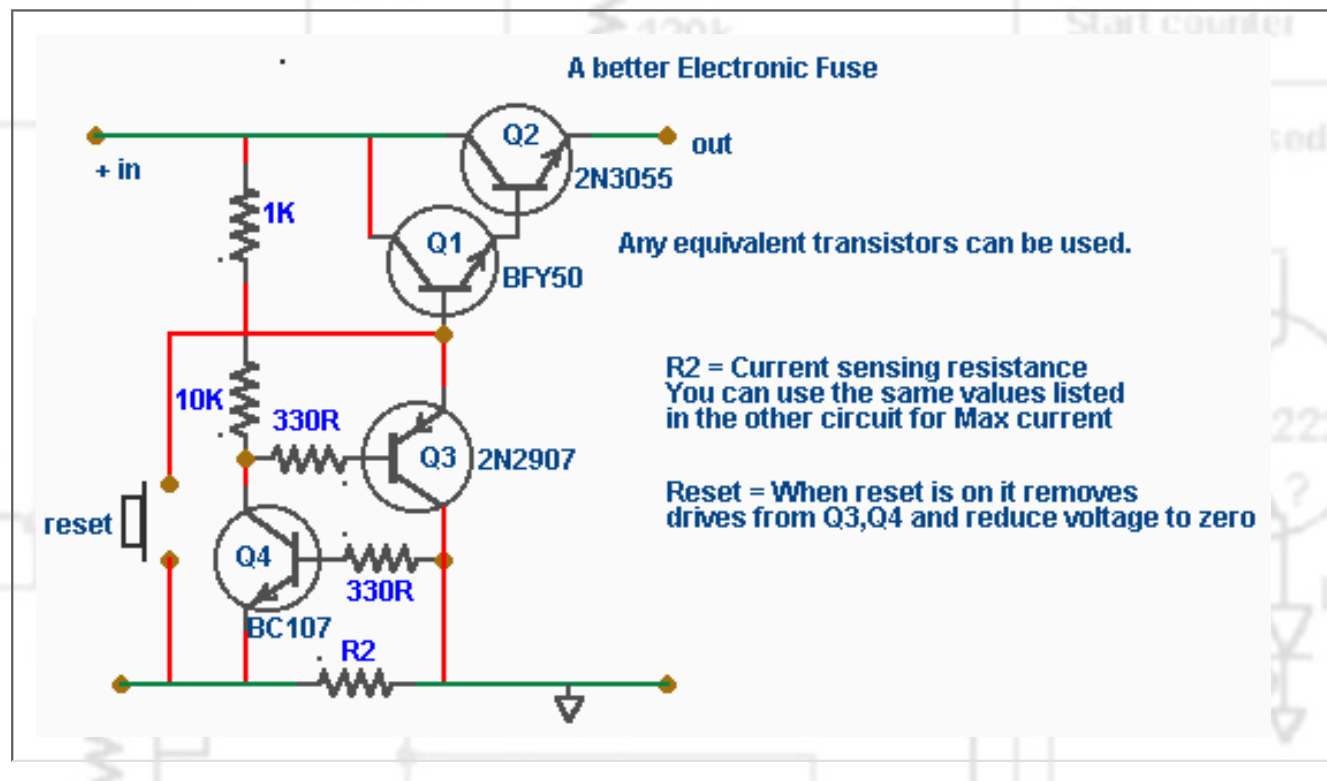 120k
Start counter
A better Electronic Fuse
+ in
Q2
out
2N3055
1K
Q1
BFY50
Any equivalent transistors can be used.
R2 = Current sensing resistance
You can use the same values listed
in the other circuit for Max current
10K
330R
Q3
2N2907
Reset = When reset is on it removes
drives from Q3,Q4 and reduce voltage to zero
reset
Q4
330R
BC107
R2
?